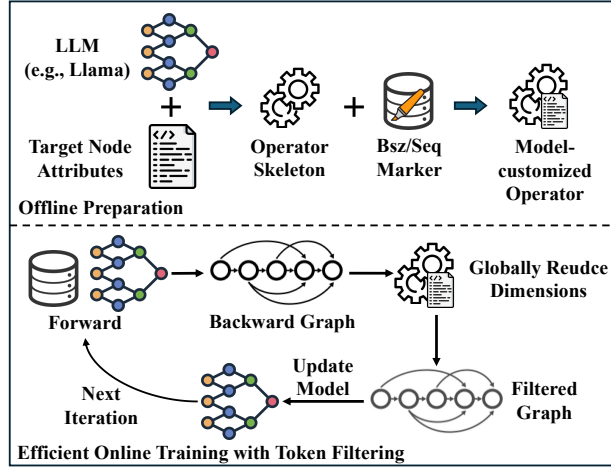 LLM
(e.g., Llama)
+
Target Node
Attributes
</>
Operator
Skeleton
+
Bsz/Seq
Marker
</>
Model-
customized
Operator
Offline Preparation
Forward
Backward Graph
</>
Globally Reudce
Dimensions
Update
Model
Next
Iteration
Filtered
Graph
Efficient Online Training with Token Filtering